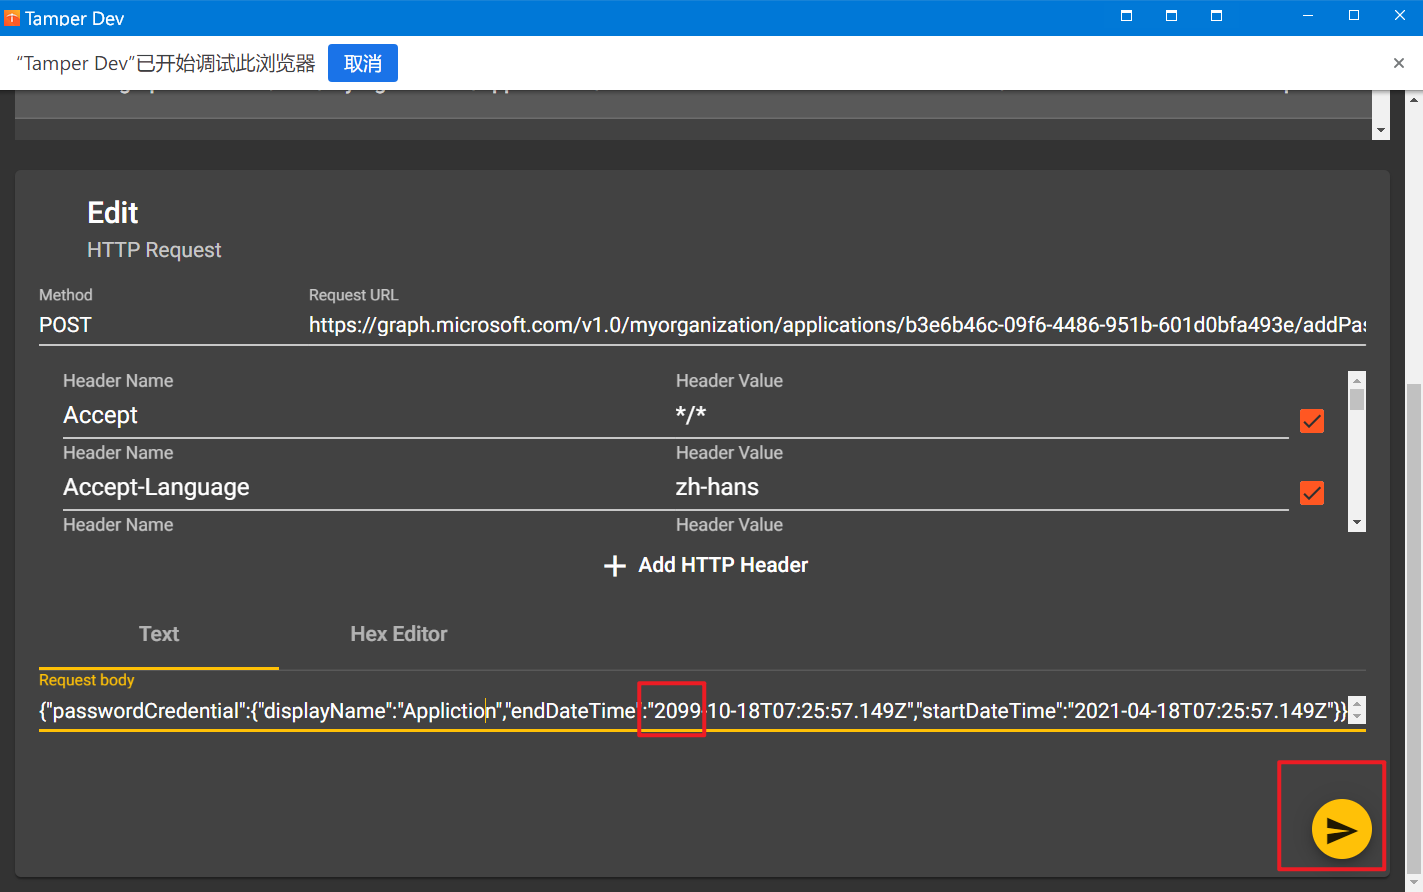 Tamper Dev
“Tamper Dev”已开始调试此浏览器 取消
Edit
HTTP Request
Method Request URL
POST https://graph.microsoft.com/v1.0/myorganization/applications/b3e6b46c-09f6-4486-951b-601d0bfa493e/addPas
Header Name Header Value
Accept */*
Header Name Header Value
Accept-Language zh-hans
Header Name Header Value
Add HTTP Header
Text Hex Editor
Request body
{"passwordCredential":{"displayName":"Appliction","endDateTime":"2099-10-18T07:25:57.149Z","startDateTime":"2021-04-18T07:25:57.149Z"}}